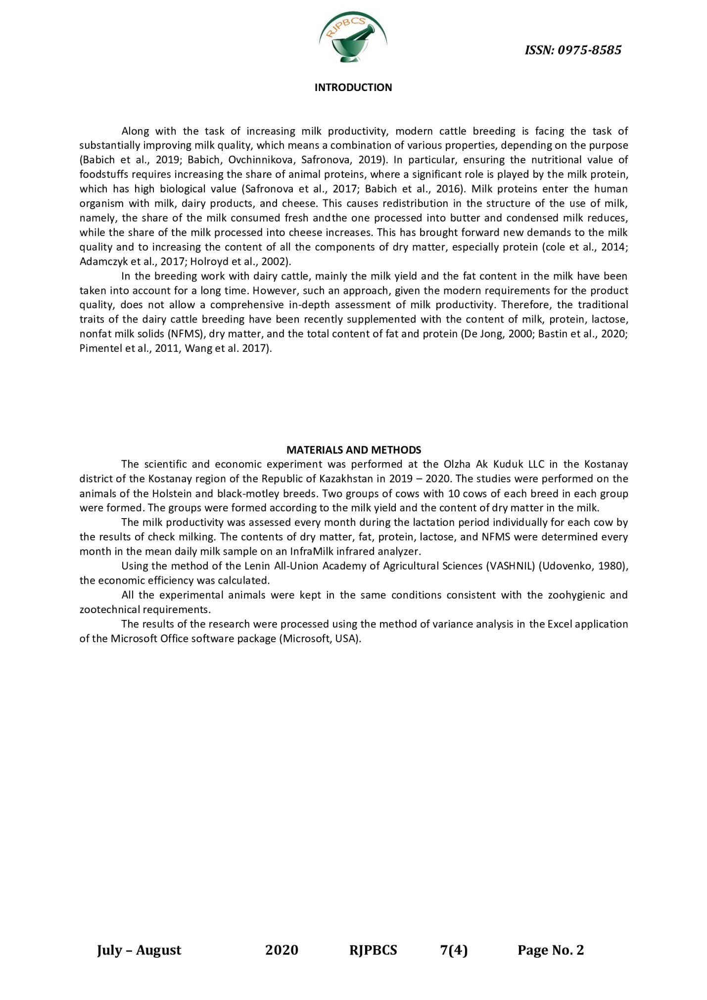 RJPBCS
ISSN: 0975-8585
INTRODUCTION
Along with the task of increasing milk productivity, modern cattle breeding is facing the task of
substantially improving milk quality, which means a combination of various properties, depending on the purpose
(Babich et al., 2019; Babich, Ovchinnikova, Safronova, 2019). In particular, ensuring the nutritional value of
foodstuffs requires increasing the share of animal proteins, where a significant role is played by the milk protein,
which has high biological value (Safronova et al., 2017; Babich et al., 2016). Milk proteins enter the human
organism with milk, dairy products, and cheese. This causes redistribution in the structure of the use of milk,
namely, the share of the milk consumed fresh andthe one processed into butter and condensed milk reduces,
while the share of the milk processed into cheese increases. This has brought forward new demands to the milk
quality and to increasing the content of all the components of dry matter, especially protein (cole et al., 2014;
Adamczyk et al., 2017; Holroyd et al., 2002).
In the breeding work with dairy cattle, mainly the milk yield and the fat content in the milk have been
taken into account for a long time. However, such an approach, given the modern requirements for the product
quality, does not allow a comprehensive in-depth assessment of milk productivity. Therefore, the traditional
traits of the dairy cattle breeding have been recently supplemented with the content of milk, protein, lactose,
nonfat milk solids (NFMS), dry matter, and the total content of fat and protein (De Jong, 2000; Bastin et al., 2020;
Pimentel et al., 2011, Wang et al. 2017).
MATERIALS AND METHODS
The scientific and economic experiment was performed at the Olzha Ak Kuduk LLC in the Kostanay
district of the Kostanay region of the Republic of Kazakhstan in 2019 – 2020. The studies were performed on the
animals of the Holstein and black-motley breeds. Two groups of cows with 10 cows of each breed in each group
were formed. The groups were formed according to the milk yield and the content of dry matter in the milk.
The milk productivity was assessed every month during the lactation period individually for each cow by
the results of check milking. The contents of dry matter, fat, protein, lactose, and NFMS were determined every
month in the mean daily milk sample on an InfraMilk infrared analyzer.
Using the method of the Lenin All-Union Academy of Agricultural Sciences (VASHNIL) (Udovenko, 1980),
the economic efficiency was calculated.
All the experimental animals were kept in the same conditions consistent with the zoohygienic and
zootechnical requirements.
The results of the research were processed using the method of variance analysis in the Excel application
of the Microsoft Office software package (Microsoft, USA).
July – August 2020 RJPBCS 7(4) Page No. 2